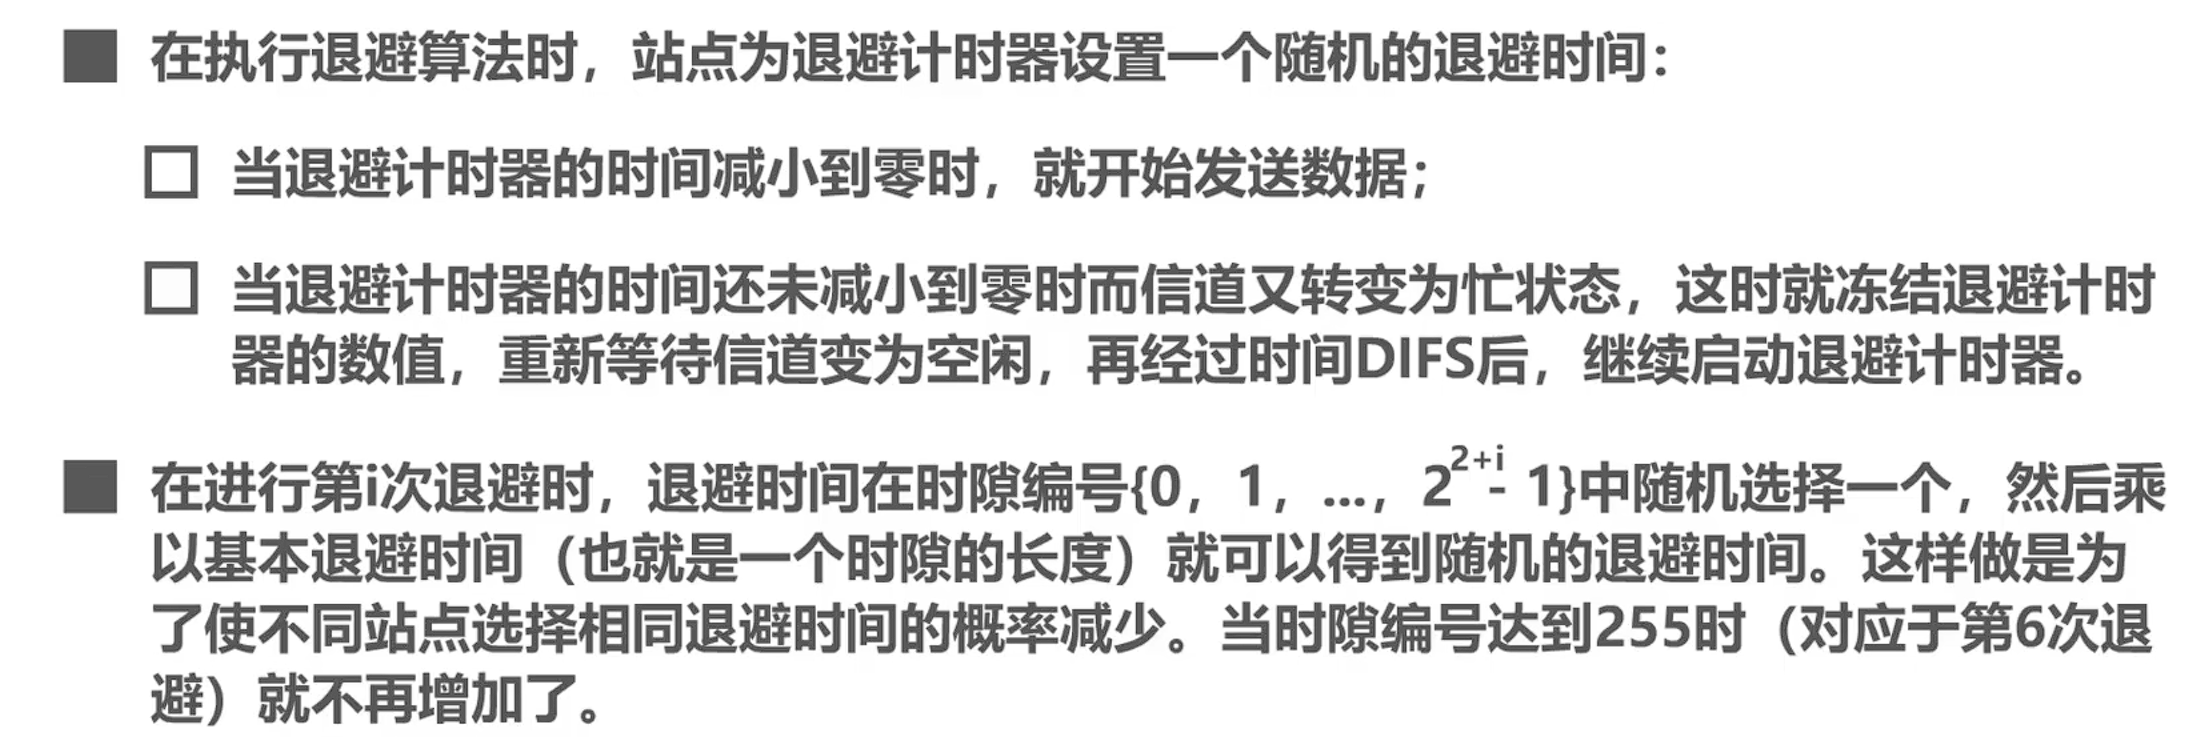 ■ 在执行退避算法时，站点为退避计时器设置一个随机的退避时间：
□ 当退避计时器的时间减小到零时，就开始发送数据；
□ 当退避计时器的时间还未减小到零时而信道又转变为忙状态，这时就冻结退避计时
器的数值，重新等待信道变为空闲，再经过时间DIFS后，继续启动退避计时器。
■ 在进行第i次退避时，退避时间在时隙编号{0，1，...，2^{2+i} - 1}中随机选择一个，然后乘
以基本退避时间（也就是一个时隙的长度）就可以得到随机的退避时间。这样做是为
了使不同站点选择相同退避时间的概率减少。当时隙编号达到255时（对应于第6次退
避）就不再增加了。